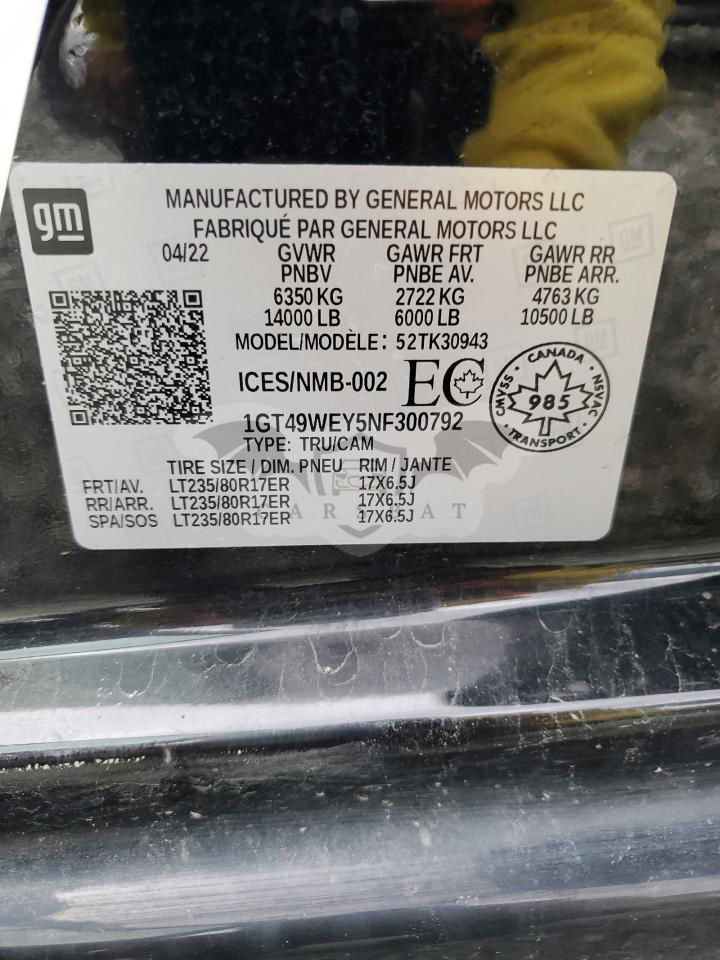 gm
MANUFACTURED BY GENERAL MOTORS LLC
FABRIQUÉ PAR GENERAL MOTORS LLC
04/22 GVWR GAWR FRT GAWR RR
PNBV PNBE AV. PNBE ARR.
6350 KG 2722 KG 4763 KG
14000 LB 6000 LB 10500 LB
MODEL/MODÈLE: 52TK30943
ICES/NMB-002 EC
CANADA
CMVSS 985 NSVAC
TRANSPORT
1GT49WEY5NF300792
TYPE: TRU/CAM
TIRE SIZE / DIM. PNEU RIM / JANTE
FRT/AV. LT235/80R17ER 17X6.5J
RR/ARR. LT235/80R17ER 17X6.5J
SPA/SOS LT235/80R17ER 17X6.5J